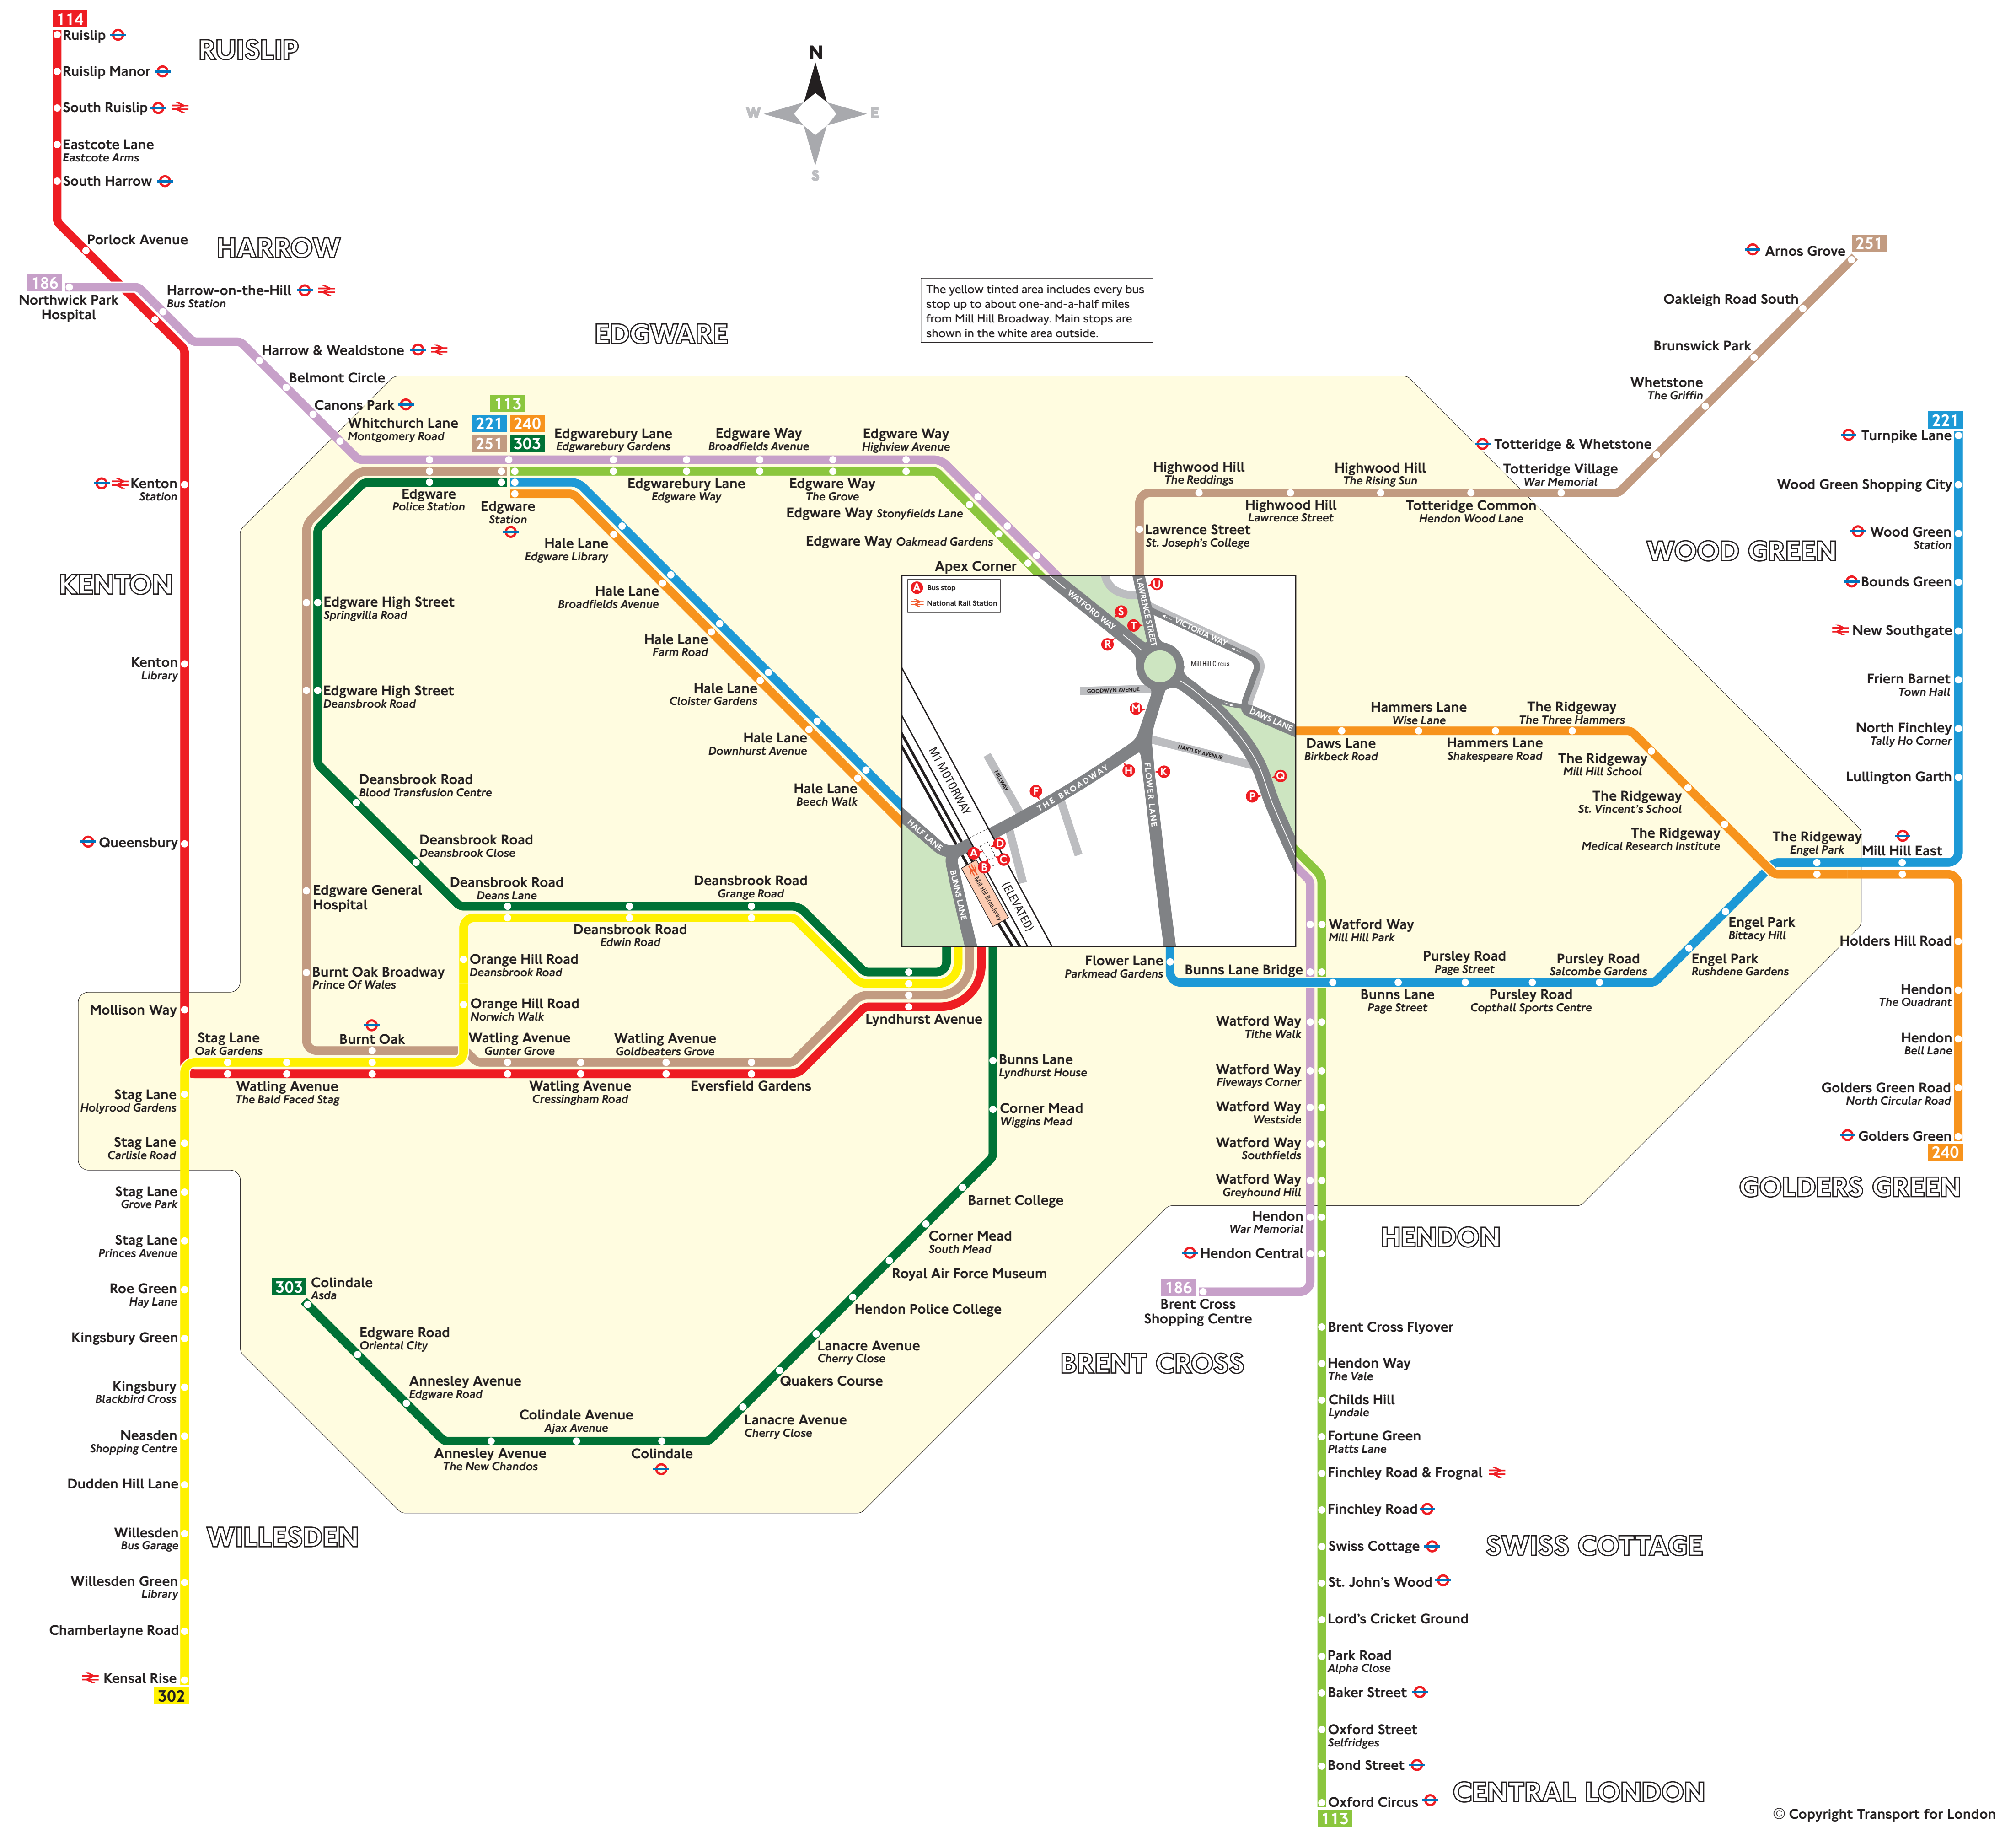 114
Ruislip
RUISLIP
Ruislip Manor
South Ruislip
Eastcote Lane
Eastcote Arms
South Harrow
N
W
E
S
Porlock Avenue
HARROW
186
Northwick Park
Hospital
Harrow-on-the-Hill
Bus Station
Harrow & Wealdstone
Belmont Circle
Canons Park
Whitchurch Lane
Montgomery Road
EDGWARE
The yellow tinted area includes every bus
stop up to about one-and-a-half miles
from Mill Hill Broadway. Main stops are
shown in the white area outside.
251
Arnos Grove
Oakleigh Road South
Brunswick Park
Whetstone
The Griffin
Totteridge & Whetstone
Totteridge Village
War Memorial
Highwood Hill
The Reddings
Highwood Hill
The Rising Sun
Highwood Hill
Lawrence Street
Totteridge Common
Hendon Wood Lane
Lawrence Street
St. Joseph's College
221
Turnpike Lane
Wood Green Shopping City
Wood Green
Station
WOOD GREEN
Bounds Green
New Southgate
Friern Barnet
Town Hall
North Finchley
Tally Ho Corner
Lullington Garth
Mill Hill East
113
221
240
251
303
Edgware
Police Station
Edgware
Station
Edgwarebury Lane
Edgwarebury Gardens
Edgware Way
Broadfields Avenue
Edgware Way
Highview Avenue
Edgwarebury Lane
Edgware Way
Edgware Way
The Grove
Edgware Way Stonyfields Lane
Edgware Way Oakmead Gardens
Apex Corner
Hale Lane
Edgware Library
Hale Lane
Broadfields Avenue
Hale Lane
Farm Road
Hale Lane
Cloister Gardens
Hale Lane
Downhurst Avenue
Hale Lane
Beech Walk
A
Bus stop
National Rail Station
WATFORD WAY
LAWRENCE STREET
VICTORIA WAY
U
S
T
R
Mill Hill Circus
GOODWYN AVENUE
M
DAWS LANE
HARTLEY AVENUE
H
K
Q
P
F
THE BROADWAY
FLOWER LANE
MILLWAY
M1 MOTORWAY
HALF LANE
BUNNS LANE
A
B
C
D
Mill Hill Broadway
(ELEVATED)
KENTON
Kenton
Station
Kenton
Library
Queensbury
Mollison Way
Edgware High Street
Springvilla Road
Edgware High Street
Deansbrook Road
Edgware General
Hospital
Burnt Oak Broadway
Prince Of Wales
Burnt Oak
Deansbrook Road
Blood Transfusion Centre
Deansbrook Road
Deansbrook Close
Deansbrook Road
Deans Lane
Deansbrook Road
Edwin Road
Deansbrook Road
Grange Road
Orange Hill Road
Deansbrook Road
Orange Hill Road
Norwich Walk
Stag Lane
Oak Gardens
Watling Avenue
The Bald Faced Stag
Watling Avenue
Gunter Grove
Watling Avenue
Cressingham Road
Watling Avenue
Goldbeaters Grove
Eversfield Gardens
Lyndhurst Avenue
Daws Lane
Birkbeck Road
Hammers Lane
Wise Lane
Hammers Lane
Shakespeare Road
The Ridgeway
The Three Hammers
The Ridgeway
Mill Hill School
The Ridgeway
St. Vincent's School
The Ridgeway
Medical Research Institute
The Ridgeway
Engel Park
Engel Park
Bittacy Hill
Engel Park
Rushdene Gardens
Pursley Road
Salcombe Gardens
Pursley Road
Copthall Sports Centre
Pursley Road
Page Street
Bunns Lane
Page Street
Bunns Lane Bridge
Flower Lane
Parkmead Gardens
Watford Way
Mill Hill Park
Watford Way
Tithe Walk
Watford Way
Fiveways Corner
Watford Way
Westside
Watford Way
Southfields
Watford Way
Greyhound Hill
Hendon
War Memorial
Hendon Central
186
Brent Cross
Shopping Centre
HENDON
BRENT CROSS
Holders Hill Road
Hendon
The Quadrant
Hendon
Bell Lane
Golders Green Road
North Circular Road
Golders Green
240
GOLDERS GREEN
Stag Lane
Holyrood Gardens
Stag Lane
Carlisle Road
Stag Lane
Grove Park
Stag Lane
Princes Avenue
Roe Green
Hay Lane
Kingsbury Green
Kingsbury
Blackbird Cross
Neasden
Shopping Centre
Dudden Hill Lane
Willesden
Bus Garage
WILLESDEN
Willesden Green
Library
Chamberlayne Road
Kensal Rise
302
Bunns Lane
Lyndhurst House
Corner Mead
Wiggins Mead
Barnet College
Corner Mead
South Mead
Royal Air Force Museum
Hendon Police College
Lanacre Avenue
Cherry Close
Quakers Course
Lanacre Avenue
Cherry Close
303
Colindale
Asda
Edgware Road
Oriental City
Annesley Avenue
Edgware Road
Annesley Avenue
The New Chandos
Colindale Avenue
Ajax Avenue
Colindale
Brent Cross Flyover
Hendon Way
The Vale
Childs Hill
Lyndale
Fortune Green
Platts Lane
Finchley Road & Frognal
Finchley Road
Swiss Cottage
SWISS COTTAGE
St. John's Wood
Lord's Cricket Ground
Park Road
Alpha Close
Baker Street
Oxford Street
Selfridges
Bond Street
Oxford Circus
113
CENTRAL LONDON
© Copyright Transport for London